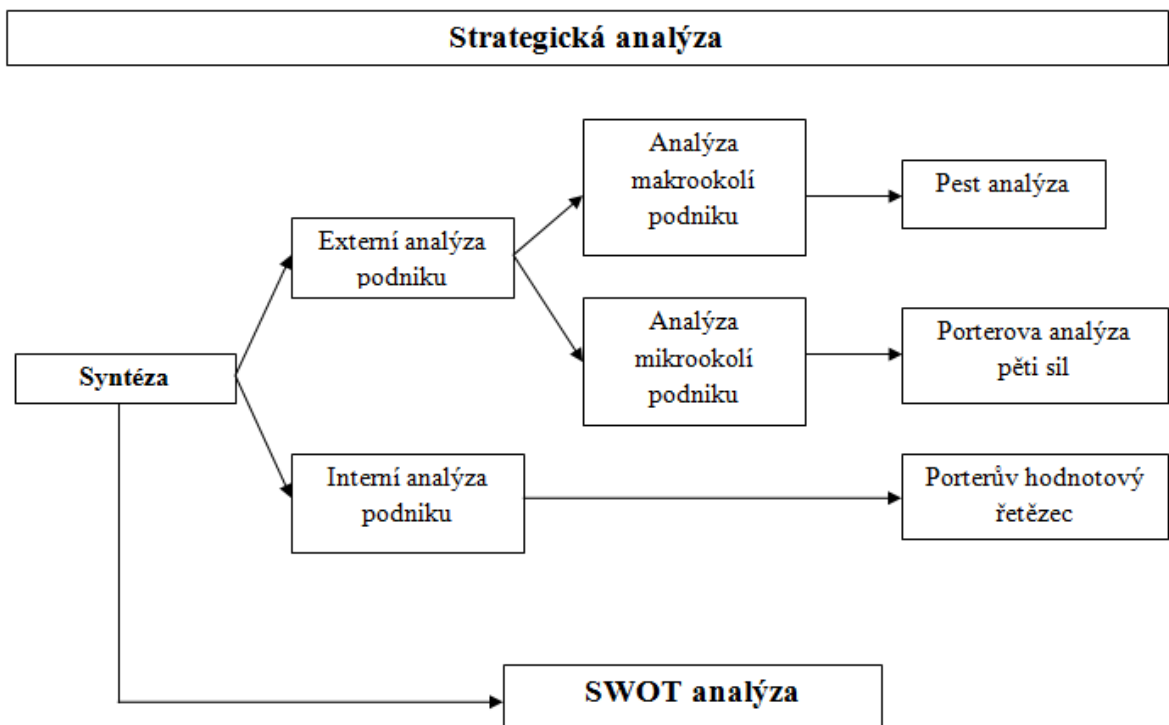 Strategická analýza
Analýza
makrookolí
podniku
Pest analýza
Externí analýza
podniku
Analýza
mikrookolí
podniku
Porterova analýza
pěti sil
Syntéza
Interní analýza
podniku
Porterův hodnotový
řetězec
SWOT analýza